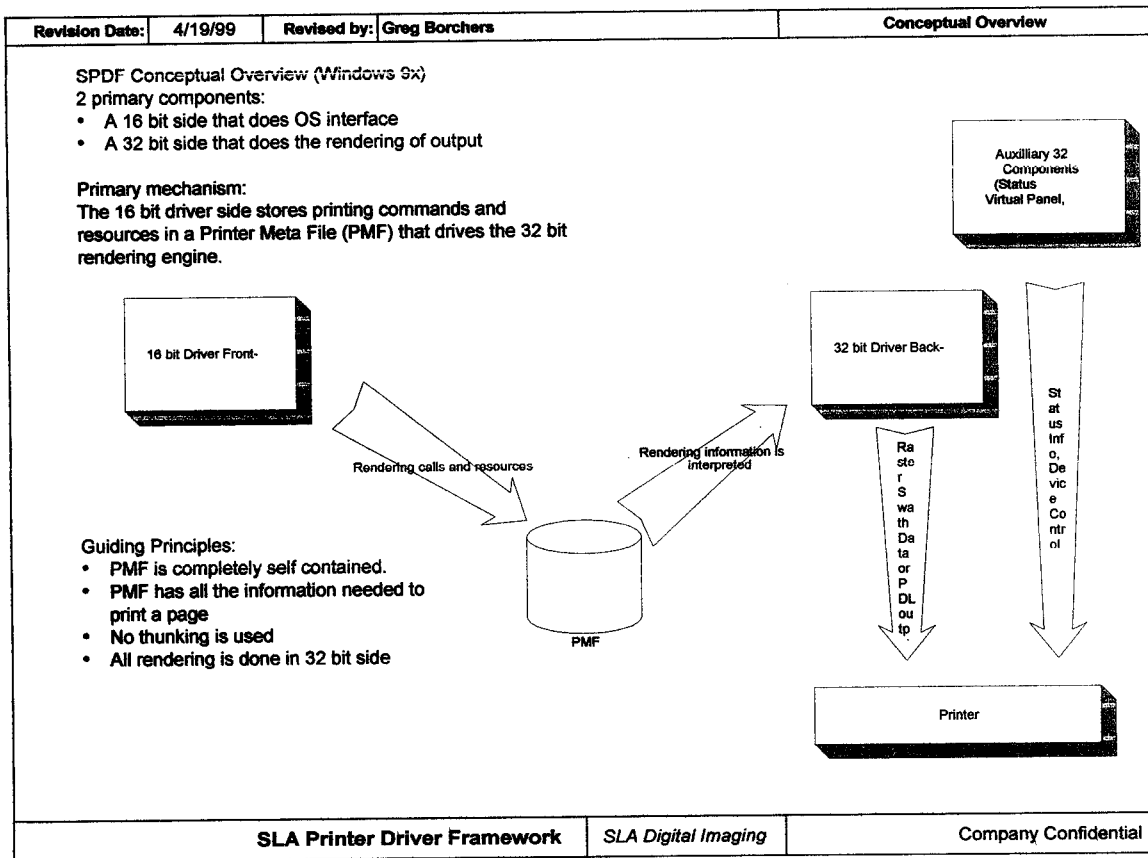 Revision Date: 4/19/99 Revised by: Greg Borchers Conceptual Overview
SPDF Conceptual Overview (Windows 9x)
2 primary components:
• A 16 bit side that does OS interface
• A 32 bit side that does the rendering of output
Primary mechanism:
The 16 bit driver side stores printing commands and
resources in a Printer Meta File (PMF) that drives the 32 bit
rendering engine.
Auxilliary 32
Components
(Status
Virtual Panel,
16 bit Driver Front-
32 bit Driver Back-
Rendering calls and resources
Rendering information is
interpreted
Ra
ste
r
S
wa
th
Da
ta
or
P
DL
ou
tp
St
at
us
Inf
o,
De
vic
e
Co
ntr
ol
PMF
Guiding Principles:
• PMF is completely self contained.
• PMF has all the information needed to
print a page
• No thunking is used
• All rendering is done in 32 bit side
Printer
SLA Printer Driver Framework SLA Digital Imaging Company Confidential